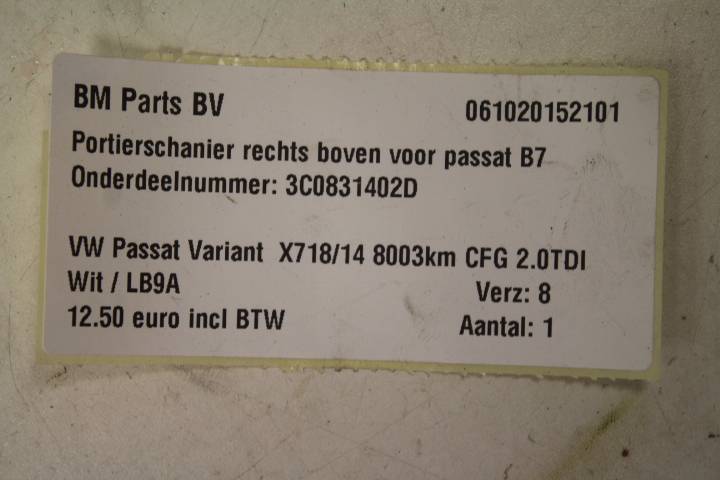 BM Parts BV 061020152101
Portierschanier rechts boven voor passat B7
Onderdeelnummer: 3C0831402D
VW Passat Variant X718/14 8003km CFG 2.0TDI
Wit / LB9A Verz: 8
12.50 euro incl BTW Aantal: 1